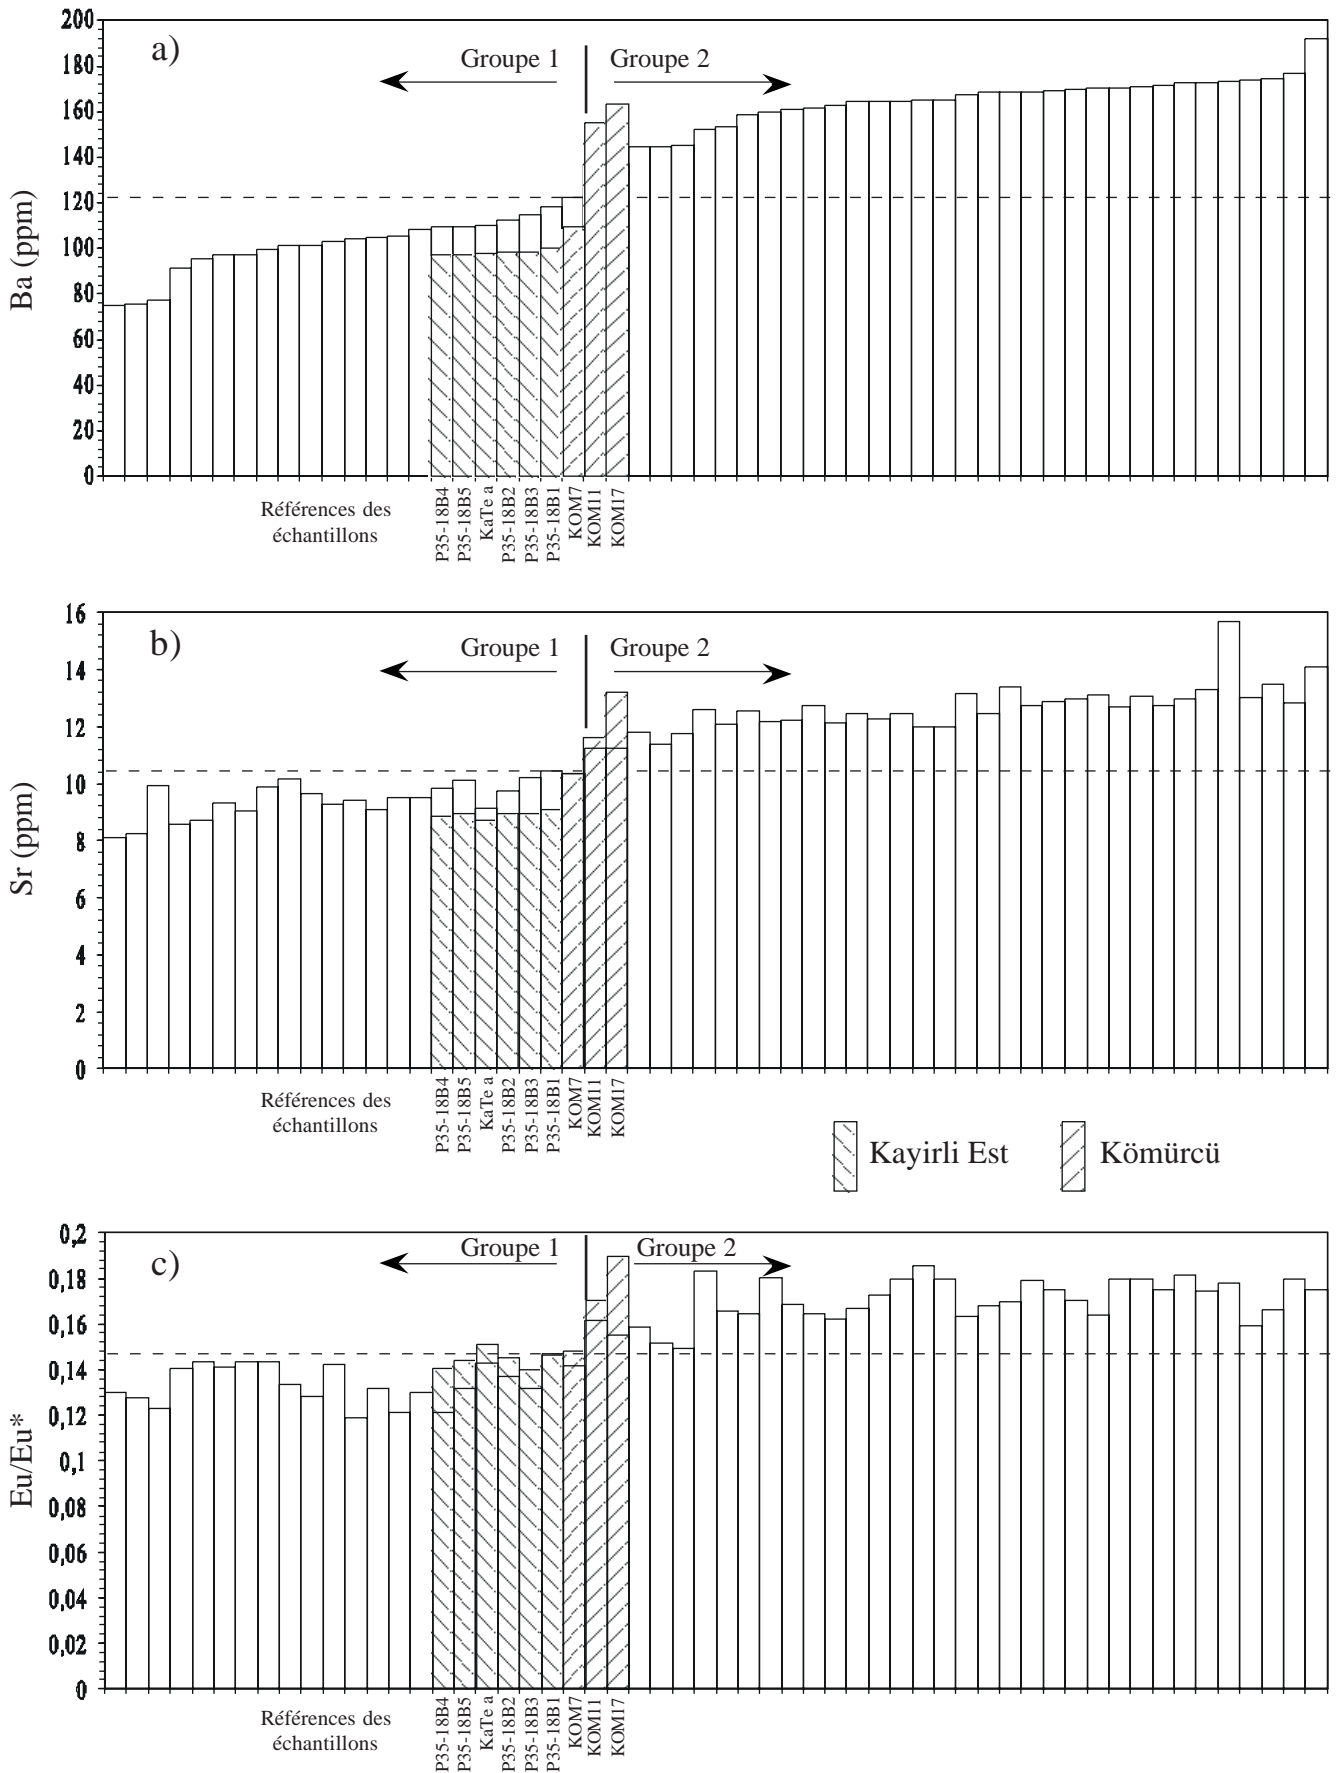 a)
Groupe 1
Groupe 2
200
180
160
140
120
100
80
60
40
20
0
Ba (ppm)
Références des
échantillons
P35-18B4
P35-18B5
KaTe a
P35-18B2
P35-18B3
P35-18B1
KOM7
KOM11
KOM17
b)
Groupe 1
Groupe 2
16
14
12
10
8
6
4
2
0
Sr (ppm)
Références des
échantillons
P35-18B4
P35-18B5
KaTe a
P35-18B2
P35-18B3
P35-18B1
KOM7
KOM11
KOM17
Kayirli Est
Kömürcü
c)
Groupe 1
Groupe 2
0,2
0,18
0,16
0,14
0,12
0,1
0,08
0,06
0,04
0,02
0
Eu/Eu*
Références des
échantillons
P35-18B4
P35-18B5
KaTe a
P35-18B2
P35-18B3
P35-18B1
KOM7
KOM11
KOM17